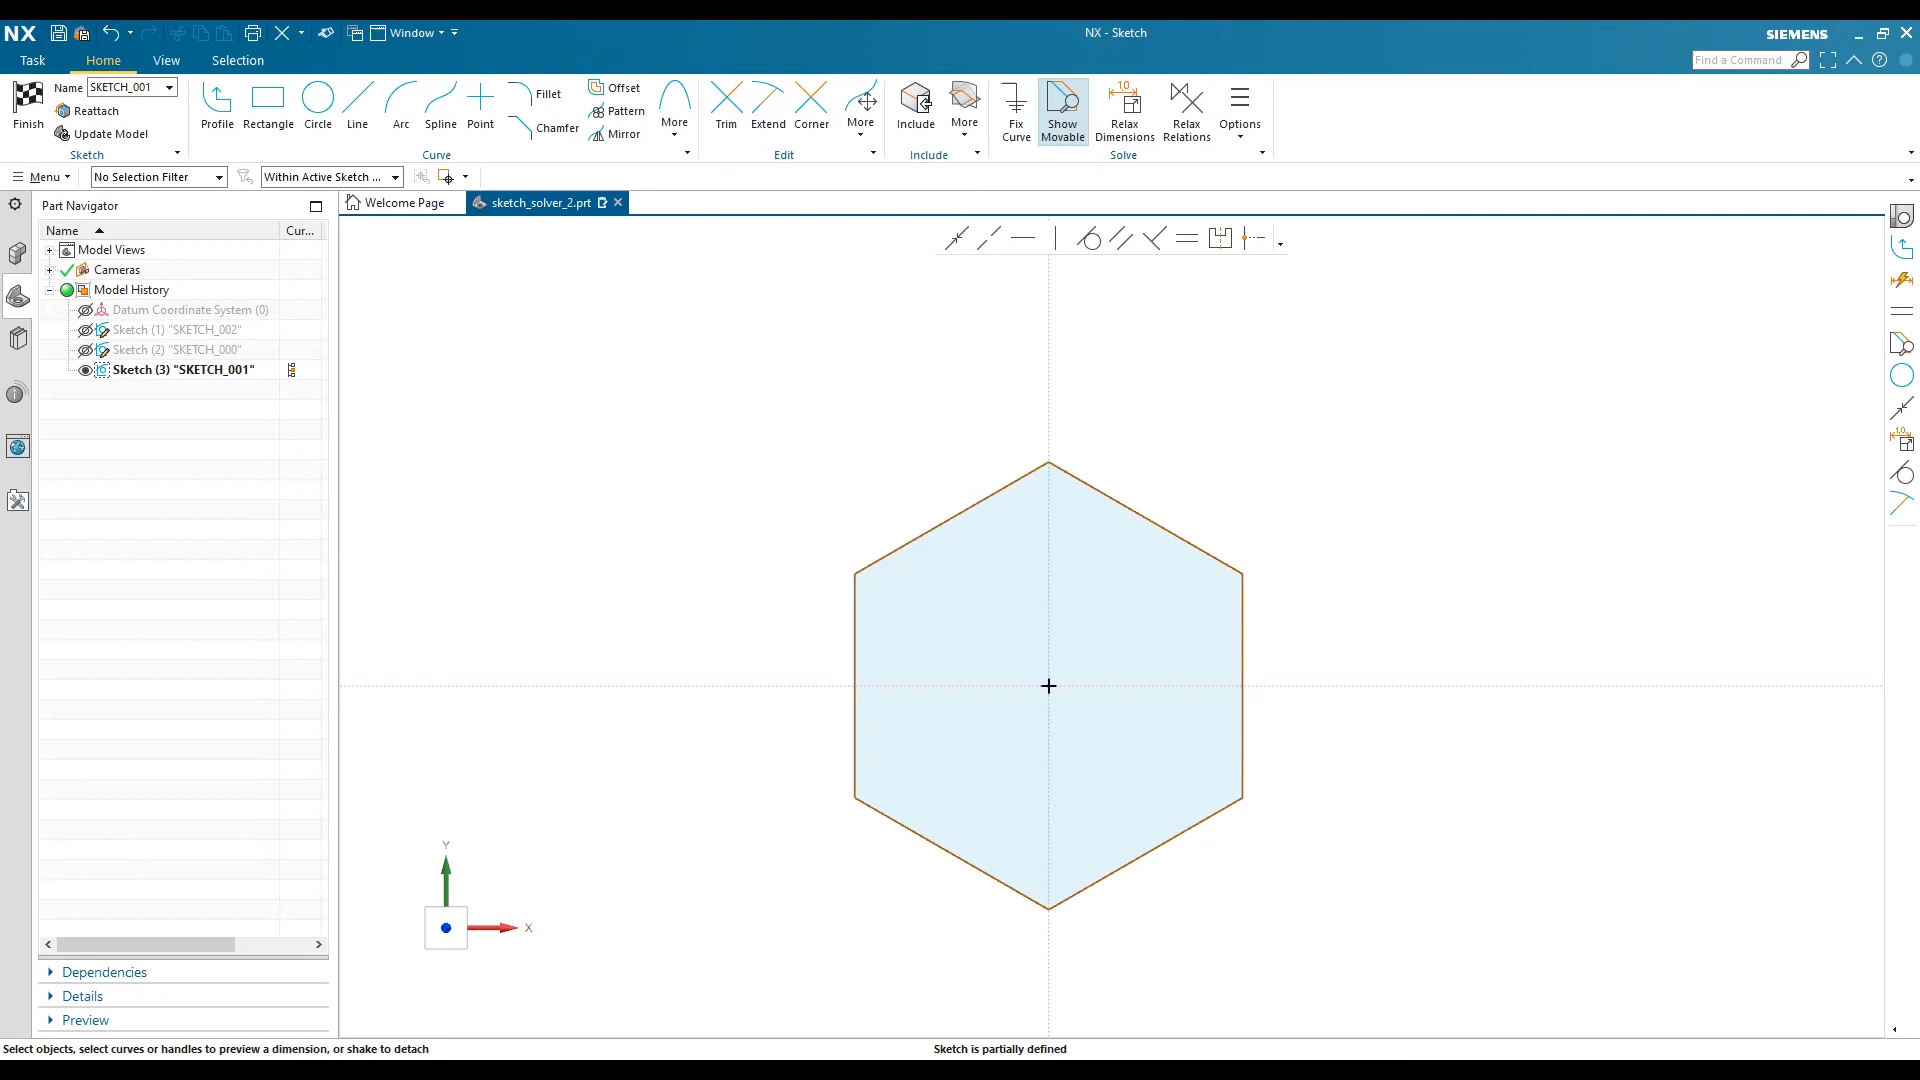 NX
Window
NX - Sketch
SIEMENS
Task
Home
View
Selection
Find a Command
Finish
Name
SKETCH_001
Reattach
Update Model
Sketch
Profile
Rectangle
Circle
Line
Arc
Spline
Point
Fillet
Chamfer
Offset
Pattern
Mirror
More
Curve
Trim
Extend
Corner
More
Edit
Include
More
Include
Fix
Curve
Show
Movable
1,0
Relax
Dimensions
Relax
Relations
Options
Solve
Menu
No Selection Filter
Within Active Sketch ...
Part Navigator
Welcome Page
sketch_solver_2.prt
Name
Cur...
Model Views
Cameras
Model History
Datum Coordinate System (0)
Sketch (1) "SKETCH_002"
Sketch (2) "SKETCH_000"
Sketch (3) "SKETCH_001"
1,0
Y
X
Dependencies
Details
Preview
Select objects, select curves or handles to preview a dimension, or shake to detach
Sketch is partially defined